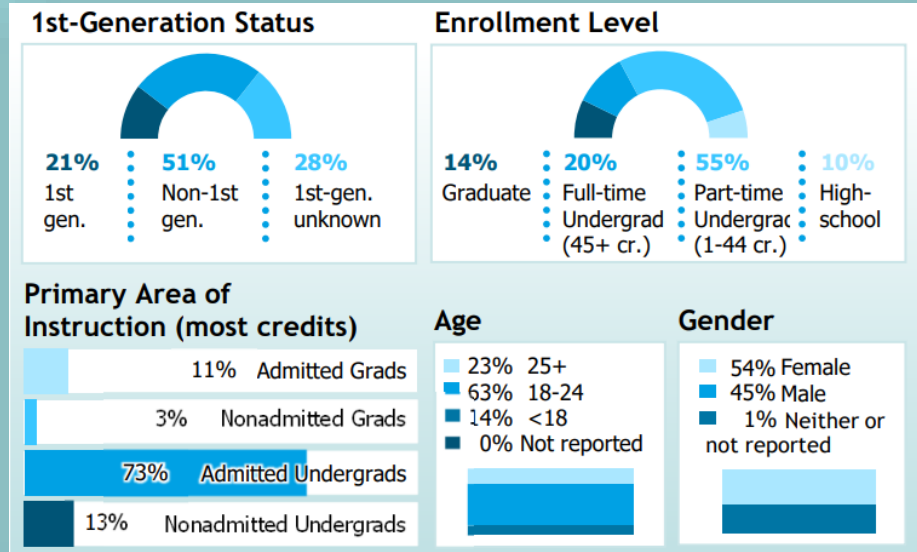 1st-Generation Status
21%
1st
gen.
51%
Non-1st
gen.
28%
1st-gen.
unknown
Enrollment Level
14%
Graduate
20%
Full-time
Undergrad
(45+ cr.)
55%
Part-time
Undergrad
(1-44 cr.)
10%
High-
school
Primary Area of
Instruction (most credits)
11% Admitted Grads
3% Nonadmitted Grads
73% Admitted Undergrads
13% Nonadmitted Undergrads
Age
23% 25+
63% 18-24
14% <18
0% Not reported
Gender
54% Female
45% Male
1% Neither or
not reported